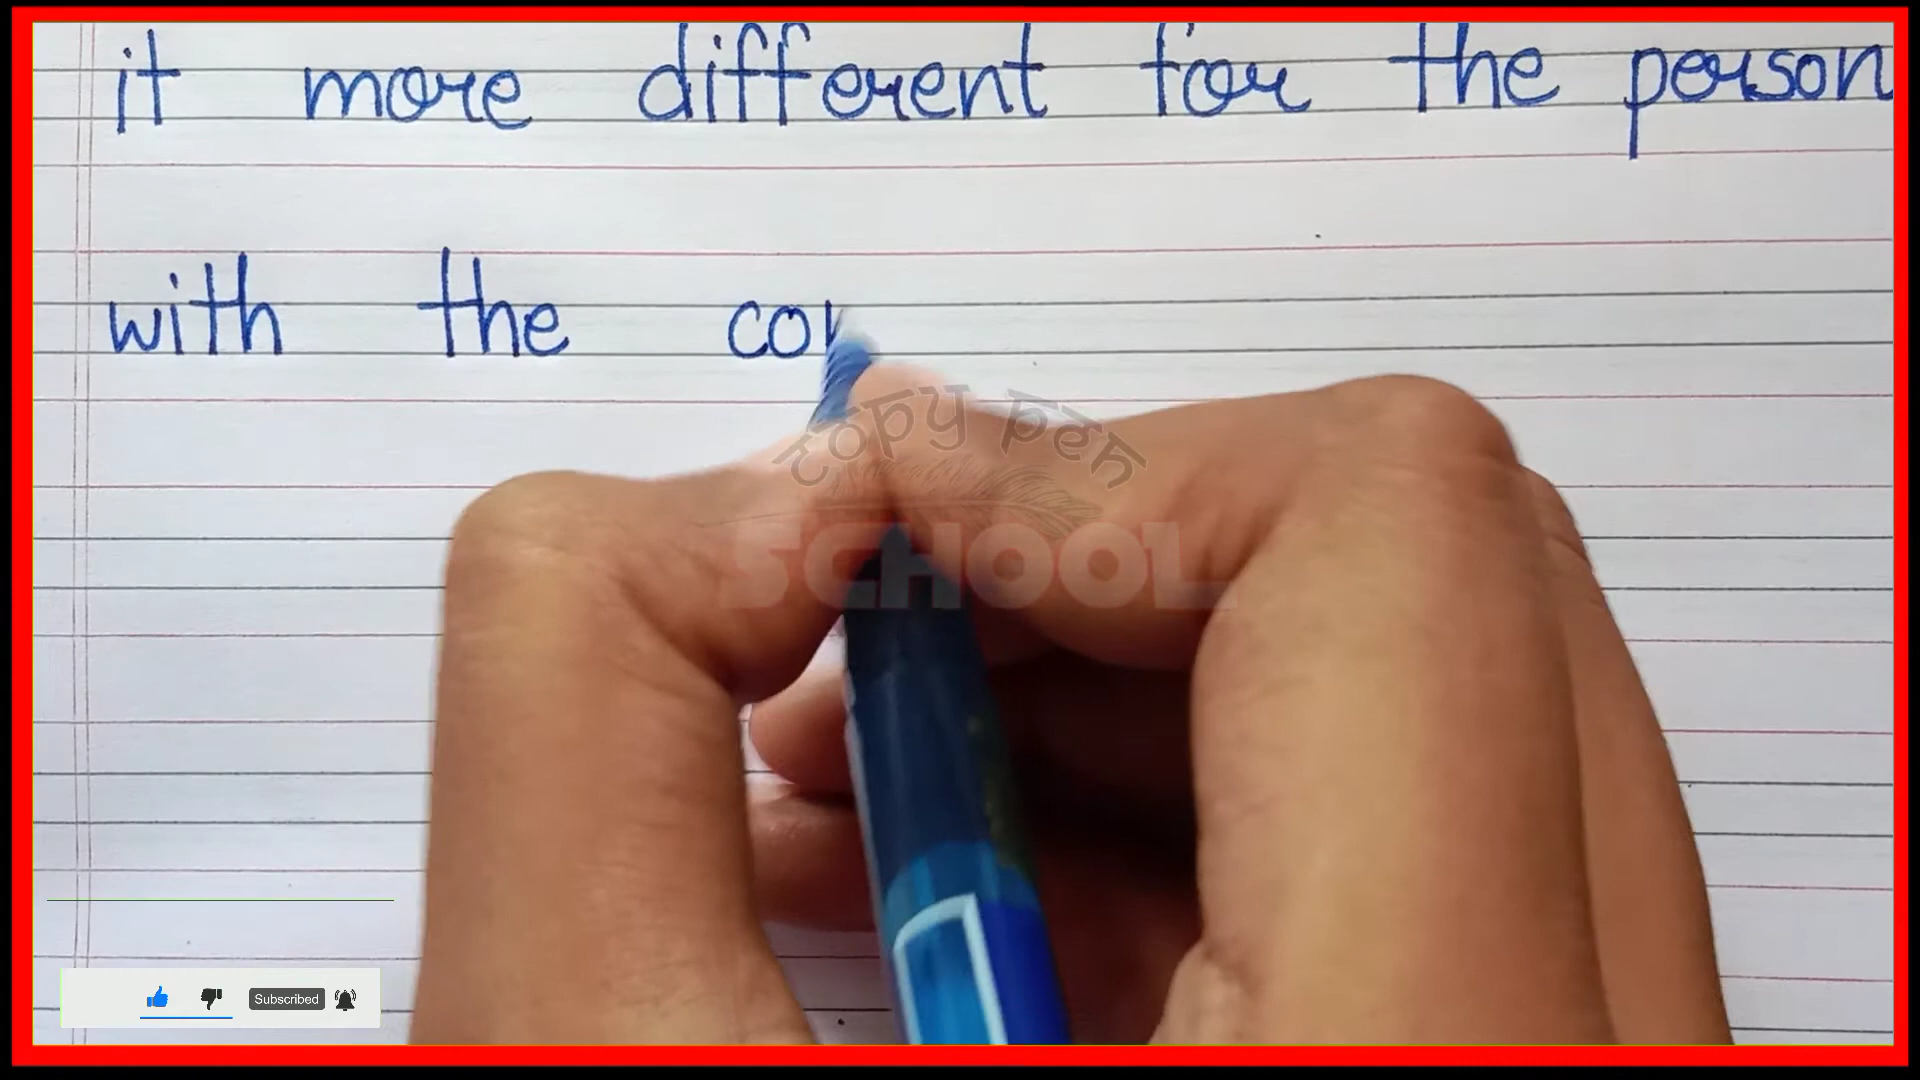 it more different for the person
with the co
copy pen
SCHOOL
Subscribed